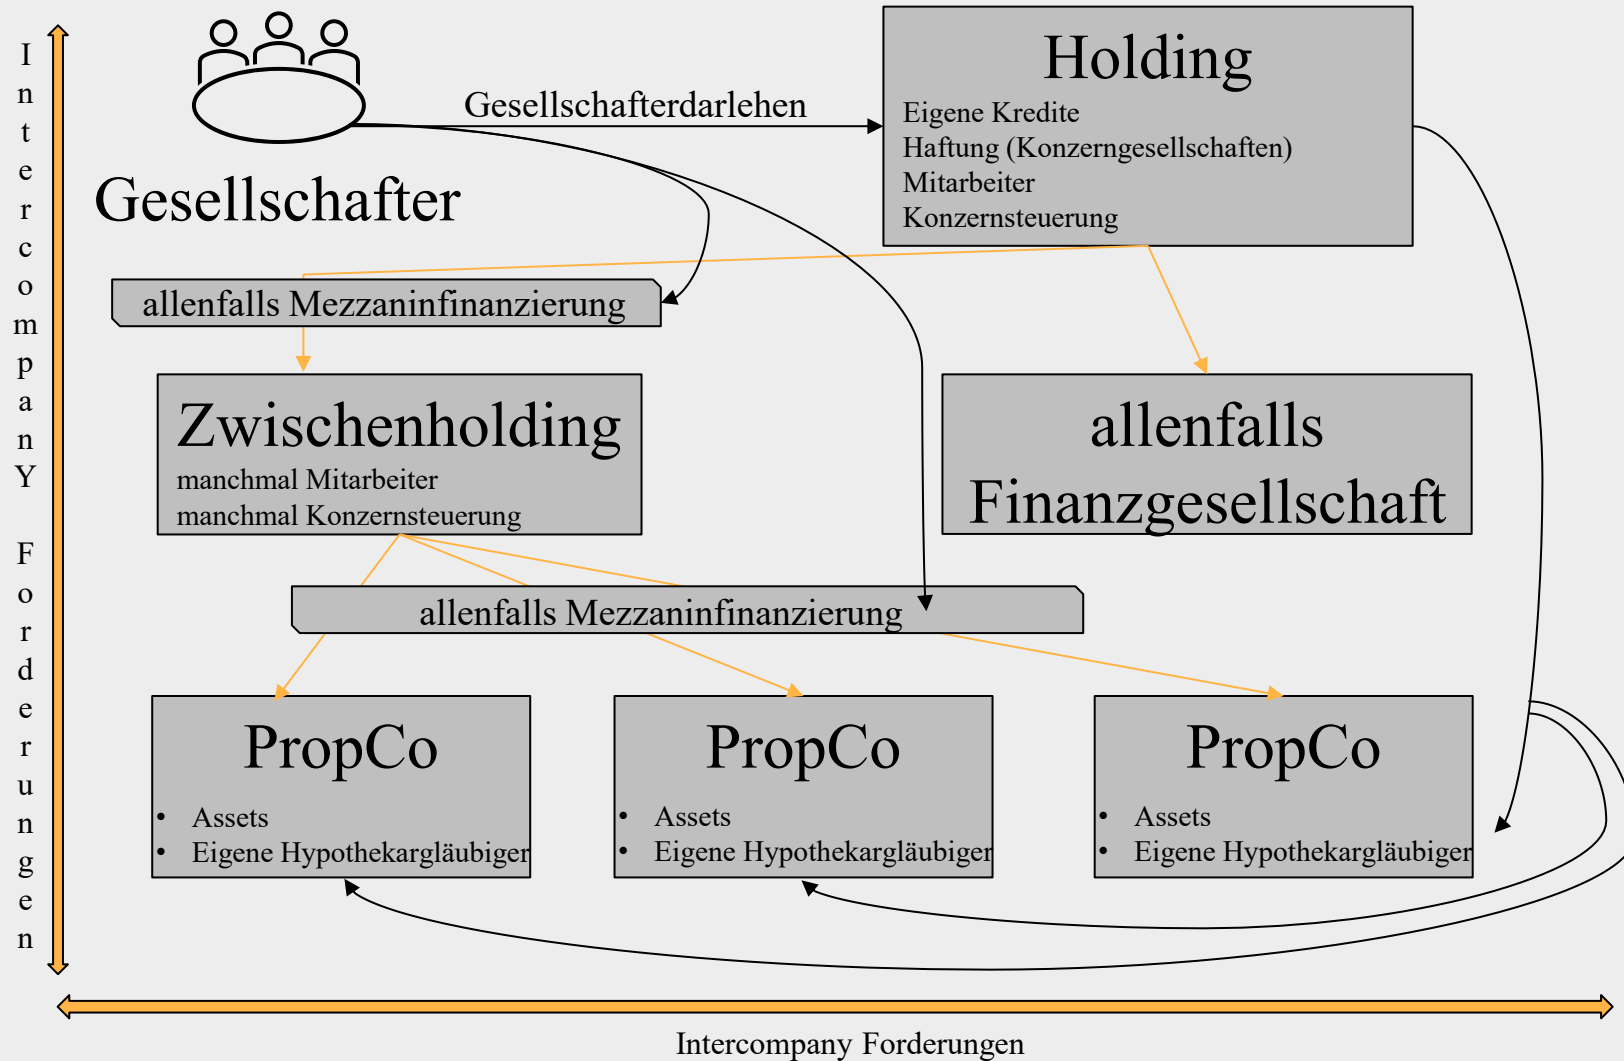 IntercompanY Forderungen
Holding
Eigene Kredite
Haftung (Konzerngesellschaften)
Mitarbeiter
Konzernsteuerung
Gesellschafterdarlehen
Gesellschafter
allenfalls Mezzaninfinanzierung
Zwischenholding
manchmal Mitarbeiter
manchmal Konzernsteuerung
allenfalls
Finanzgesellschaft
allenfalls Mezzaninfinanzierung
PropCo
• Assets
• Eigene Hypothekargläubiger
PropCo
• Assets
• Eigene Hypothekargläubiger
PropCo
• Assets
• Eigene Hypothekargläubiger
Intercompany Forderungen